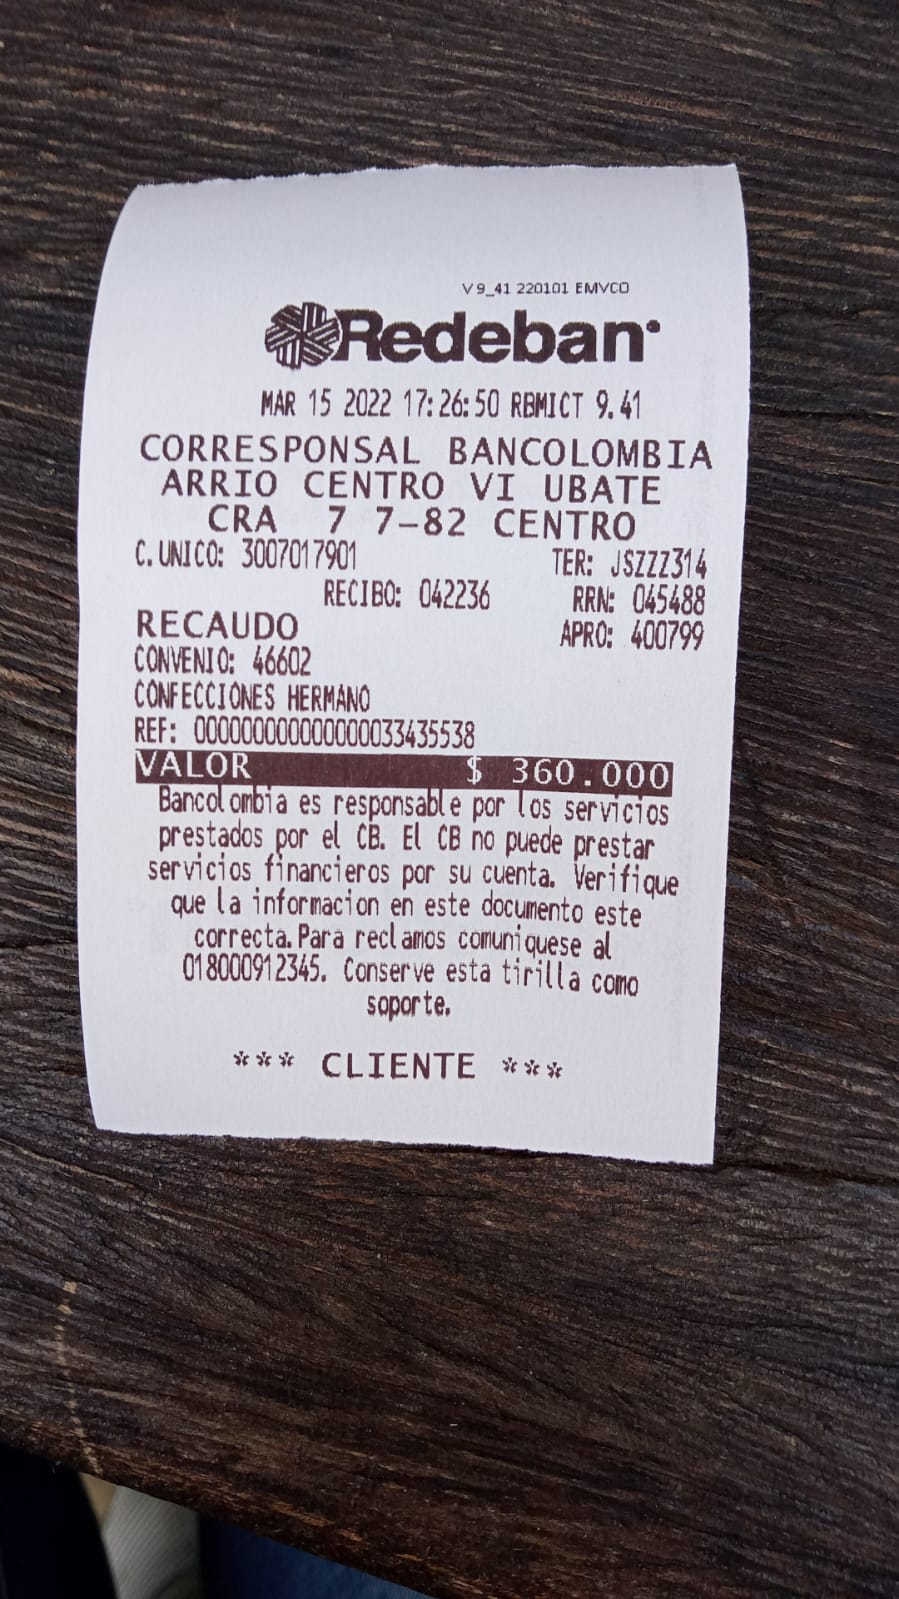 V9_41 220101 EMVCO
Redeban
MAR 15 2022 17:26:50 RBMICT 9.41
CORRESPONSAL BANCOLOMBIA
ARRIO CENTRO VI UBATE
CRA 7 7-82 CENTRO
C.UNICO: 3007017901 TER: JSZZZ314
RECIBO: 042236 RRN: 045488
RECAUDO APRO: 400799
CONVENIO: 46602
CONFECCIONES HERMANO
REF: 000000000000000033435538
VALOR $ 360.000
Bancolombia es responsable por los servicios
prestados por el CB. El CB no puede prestar
servicios financieros por su cuenta. Verifique
que la informacion en este documento este
correcta. Para reclamos comuniquese al
018000912345. Conserve esta tirilla como
soporte.
*** CLIENTE ***